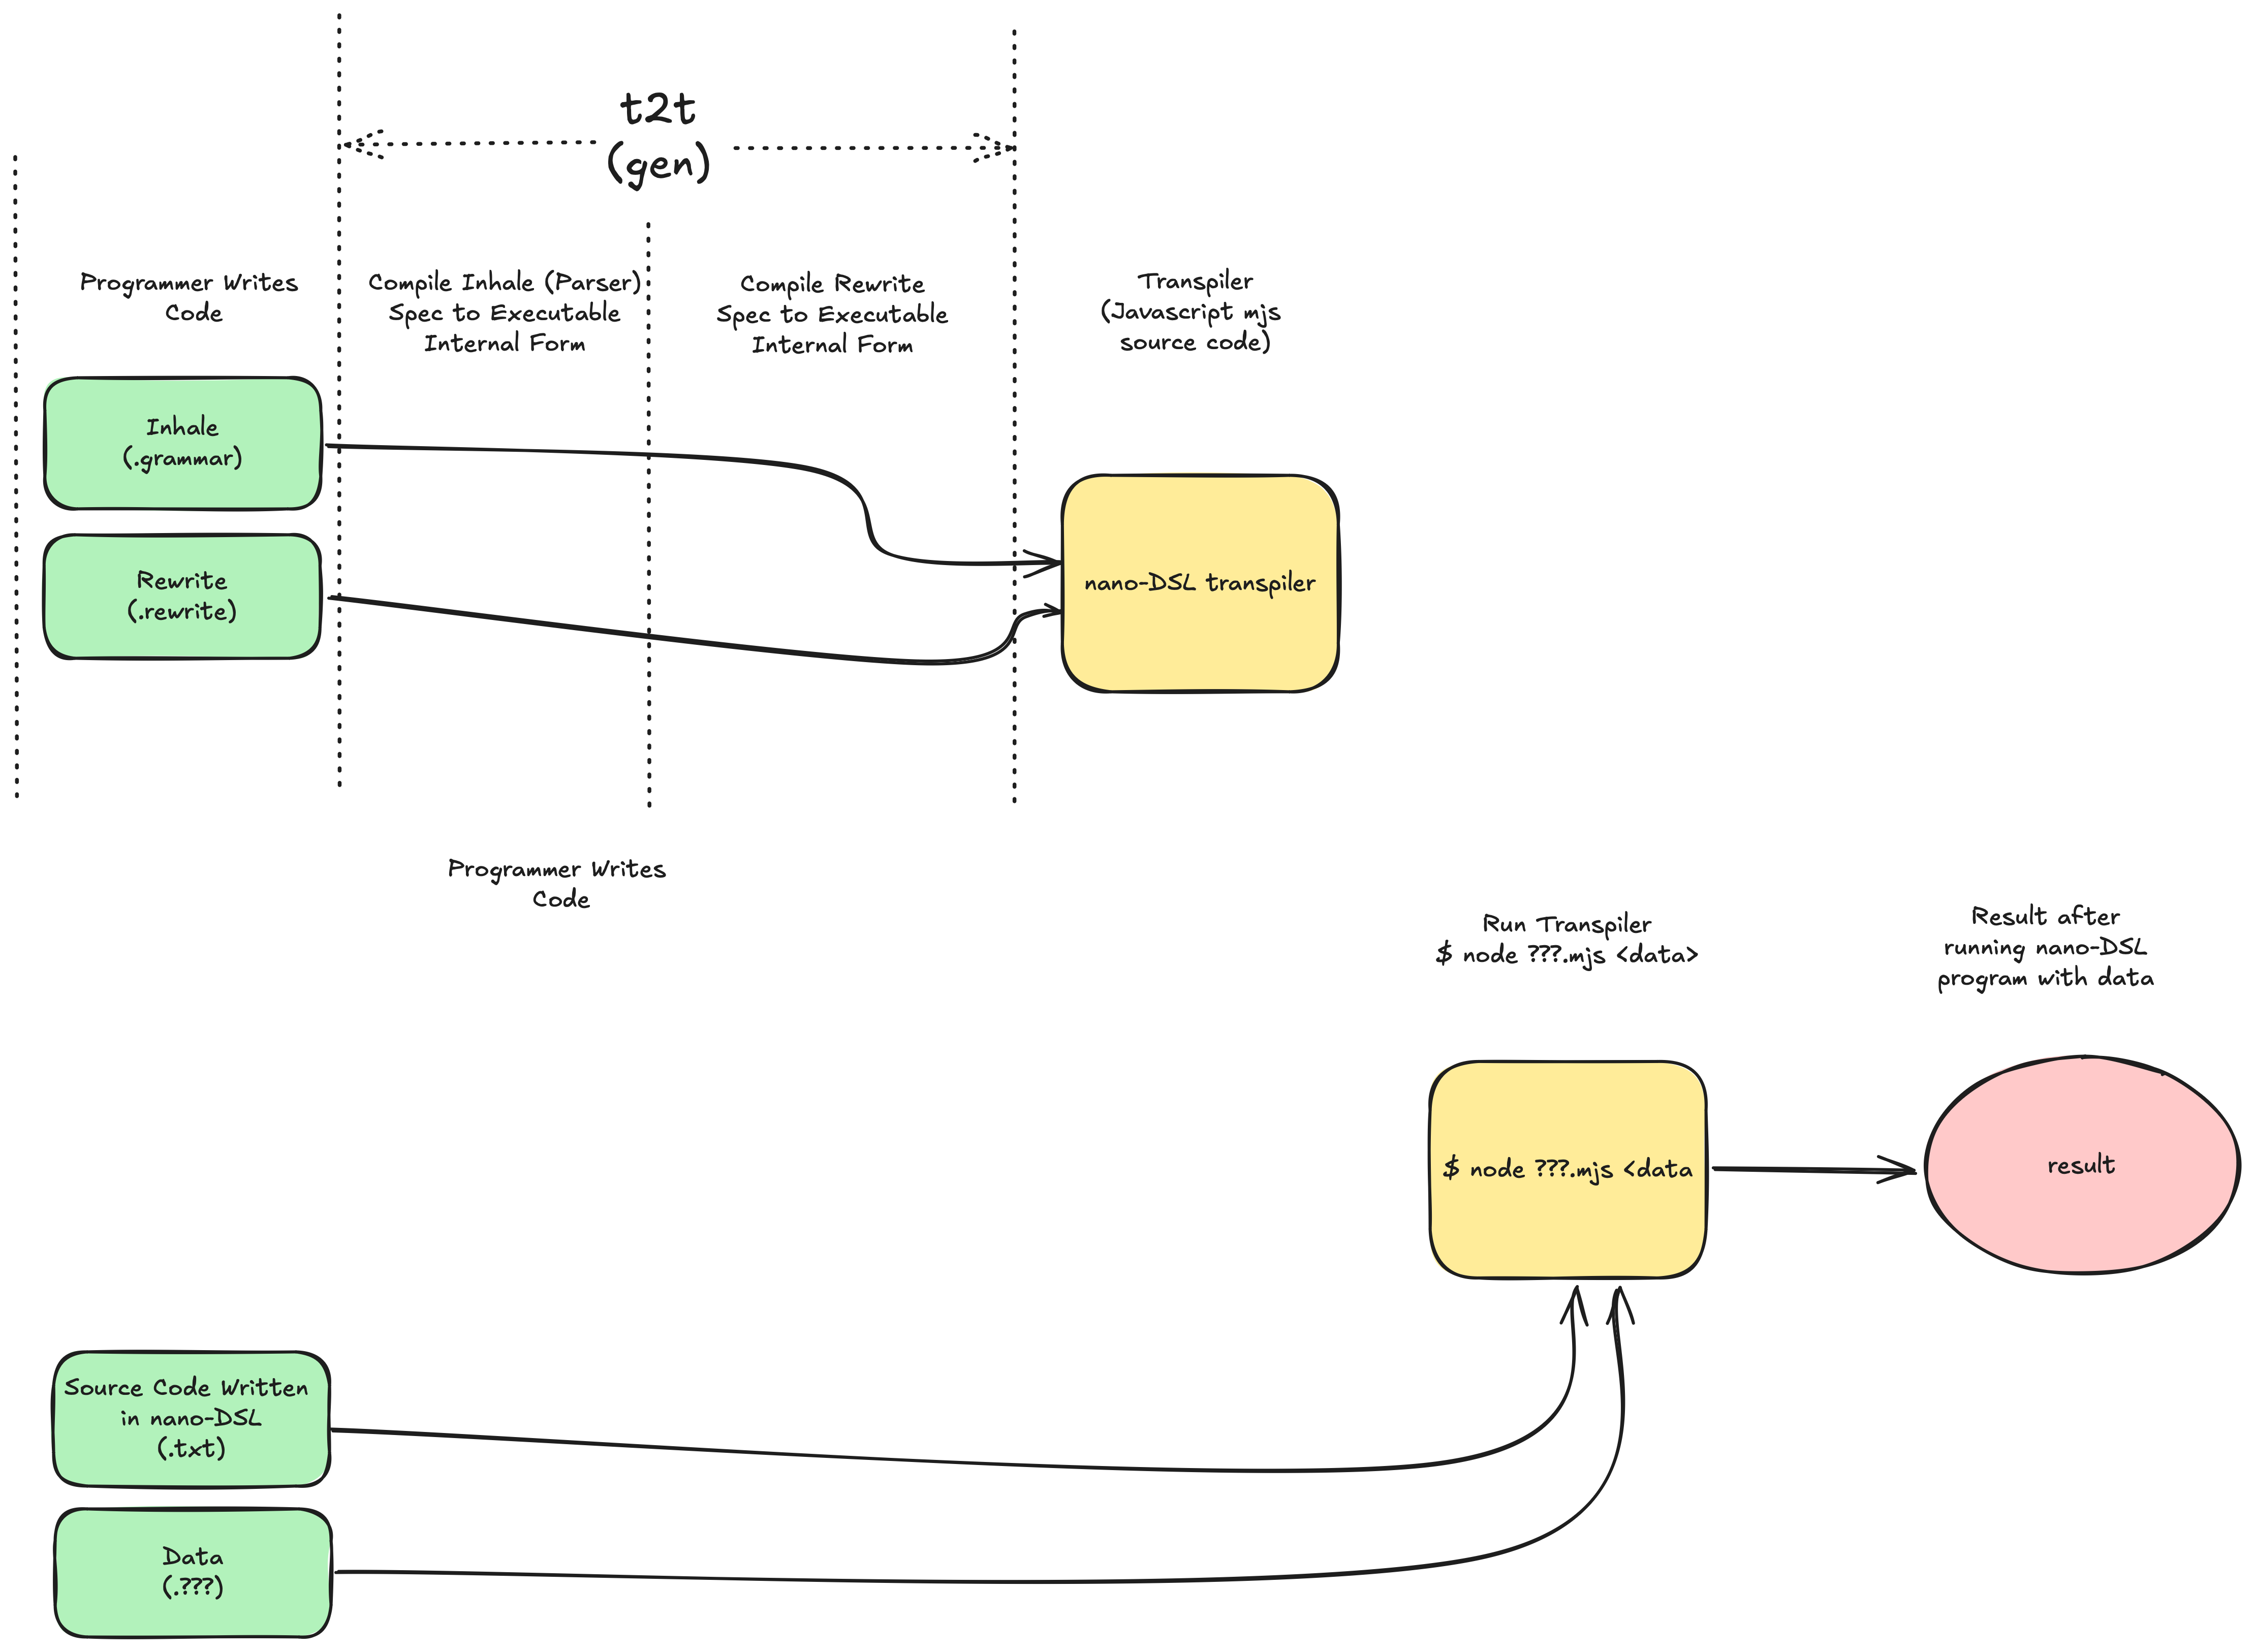 t2t
(gen)
Programmer Writes
Code
Compile Inhale (Parser)
Spec to Executable
Internal Form
Compile Rewrite
Spec to Executable
Internal Form
Transpiler
(Javascript mjs
source code)
Inhale
(.grammar)
Rewrite
(.rewrite)
nano-DSL transpiler
Programmer Writes
Code
Run Transpiler
$ node ???.mjs <data>
Result after
running nano-DSL
program with data
$ node ???.mjs <data
result
Source Code Written
in nano-DSL
(.txt)
Data
(.???)